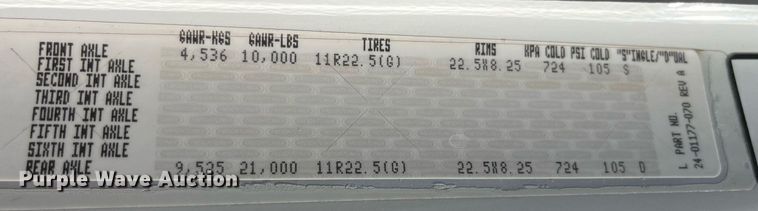 GAWR-KGS GAWR-LBS TIRES RIMS KPA COLD PSI COLD "S"INGLE/"D"UAL
FRONT AXLE 4,536 10,000 11R22.5(G) 22.5X8.25 724 105 S
FIRST INT AXLE
SECOND INT AXLE
THIRD INT AXLE
FOURTH INT AXLE
FIFTH INT AXLE
SIXTH INT AXLE
REAR AXLE 9,525 21,000 11R22.5(G) 22.5X8.25 724 105 D
L PART NO.
24-01177-070 REV A
Purple Wave Auction